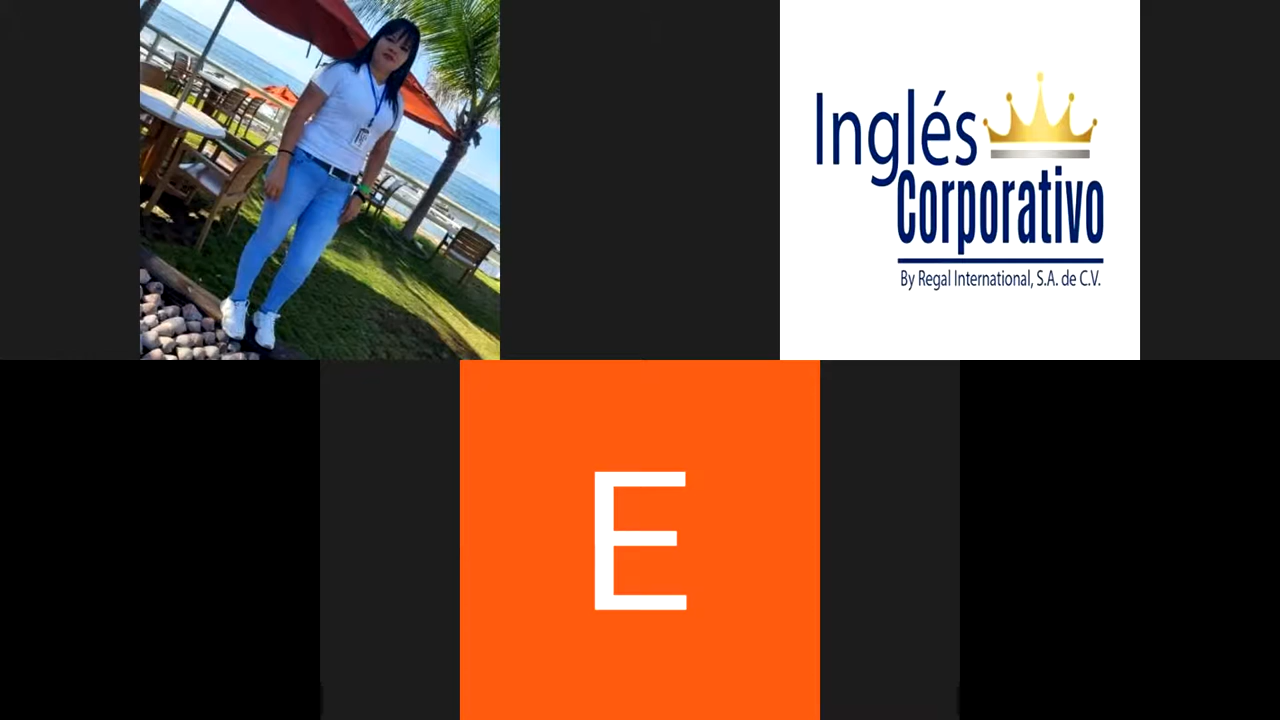 Inglés
Corporativo
By Regal International, S.A. de C.V.
E